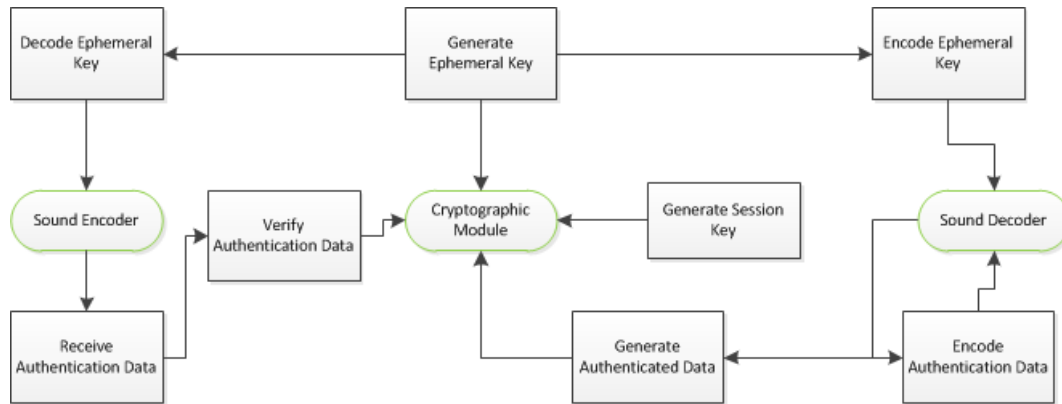 Decode Ephemeral
Key
Generate
Ephemeral Key
Encode Ephemeral
Key
Sound Encoder
Verify
Authentication Data
Cryptographic
Module
Generate Session
Key
Sound Decoder
Receive
Authentication Data
Generate
Authenticated Data
Encode
Authentication Data